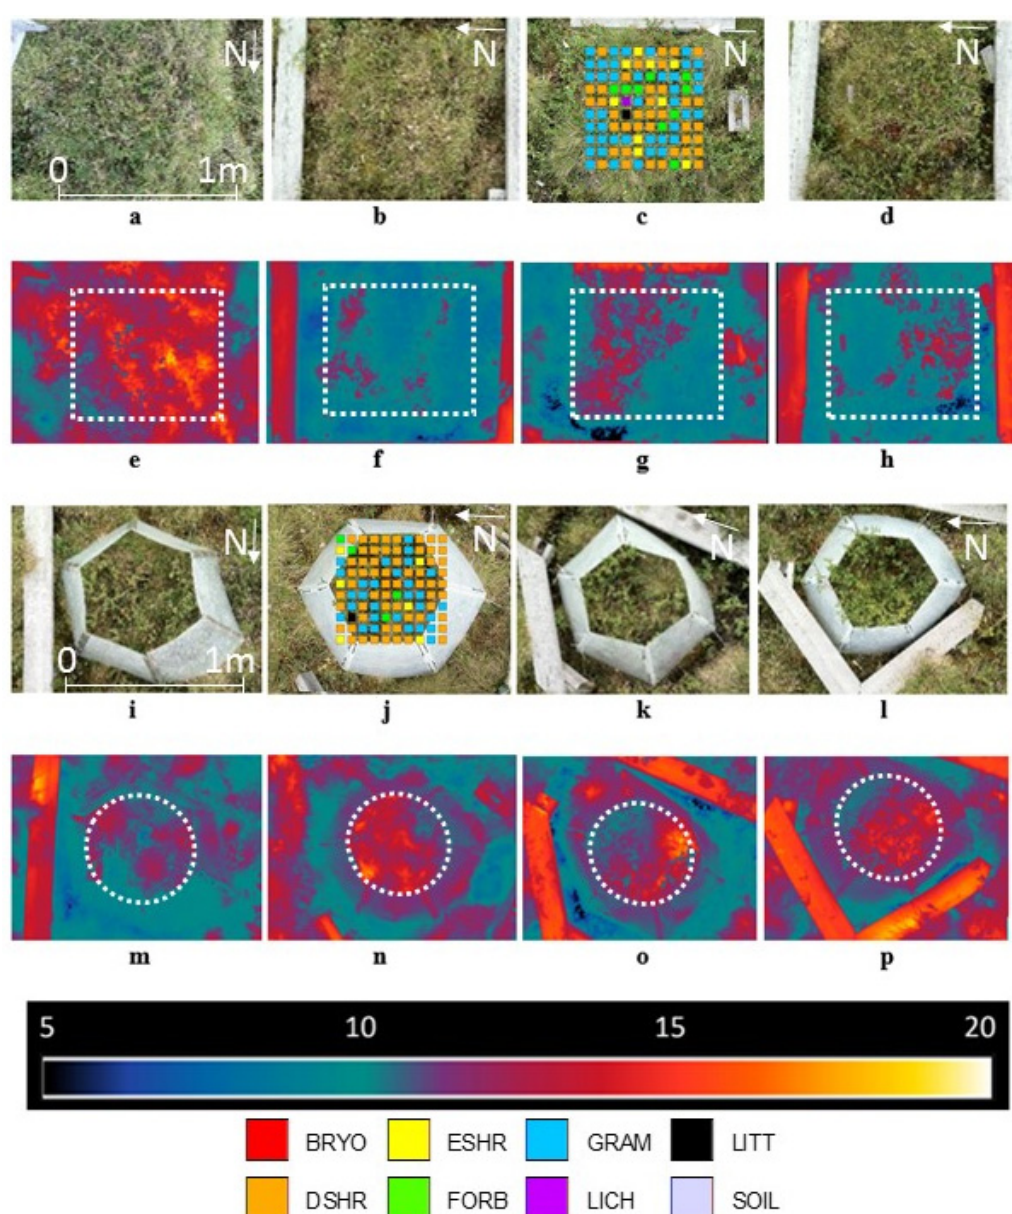 N N N N
0 1m
a b c d
e f g h
N N N N
0 1m
i j k l
m n o p
5 10 15 20
BRYO ESHR GRAM LITT
DSHR FORB LICH SOIL